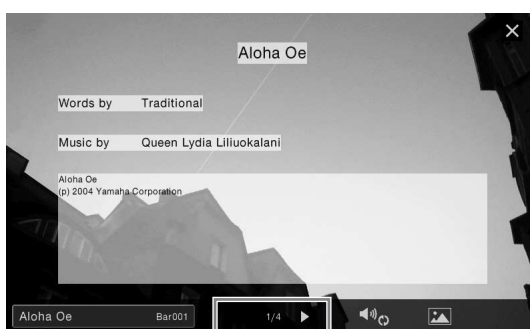 Aloha Oe
Words by Traditional
Music by Queen Lydia Liliuokalani
Aloha Oe
(p) 2004 Yamaha Corporation
Aloha Oe Bar001 1/4